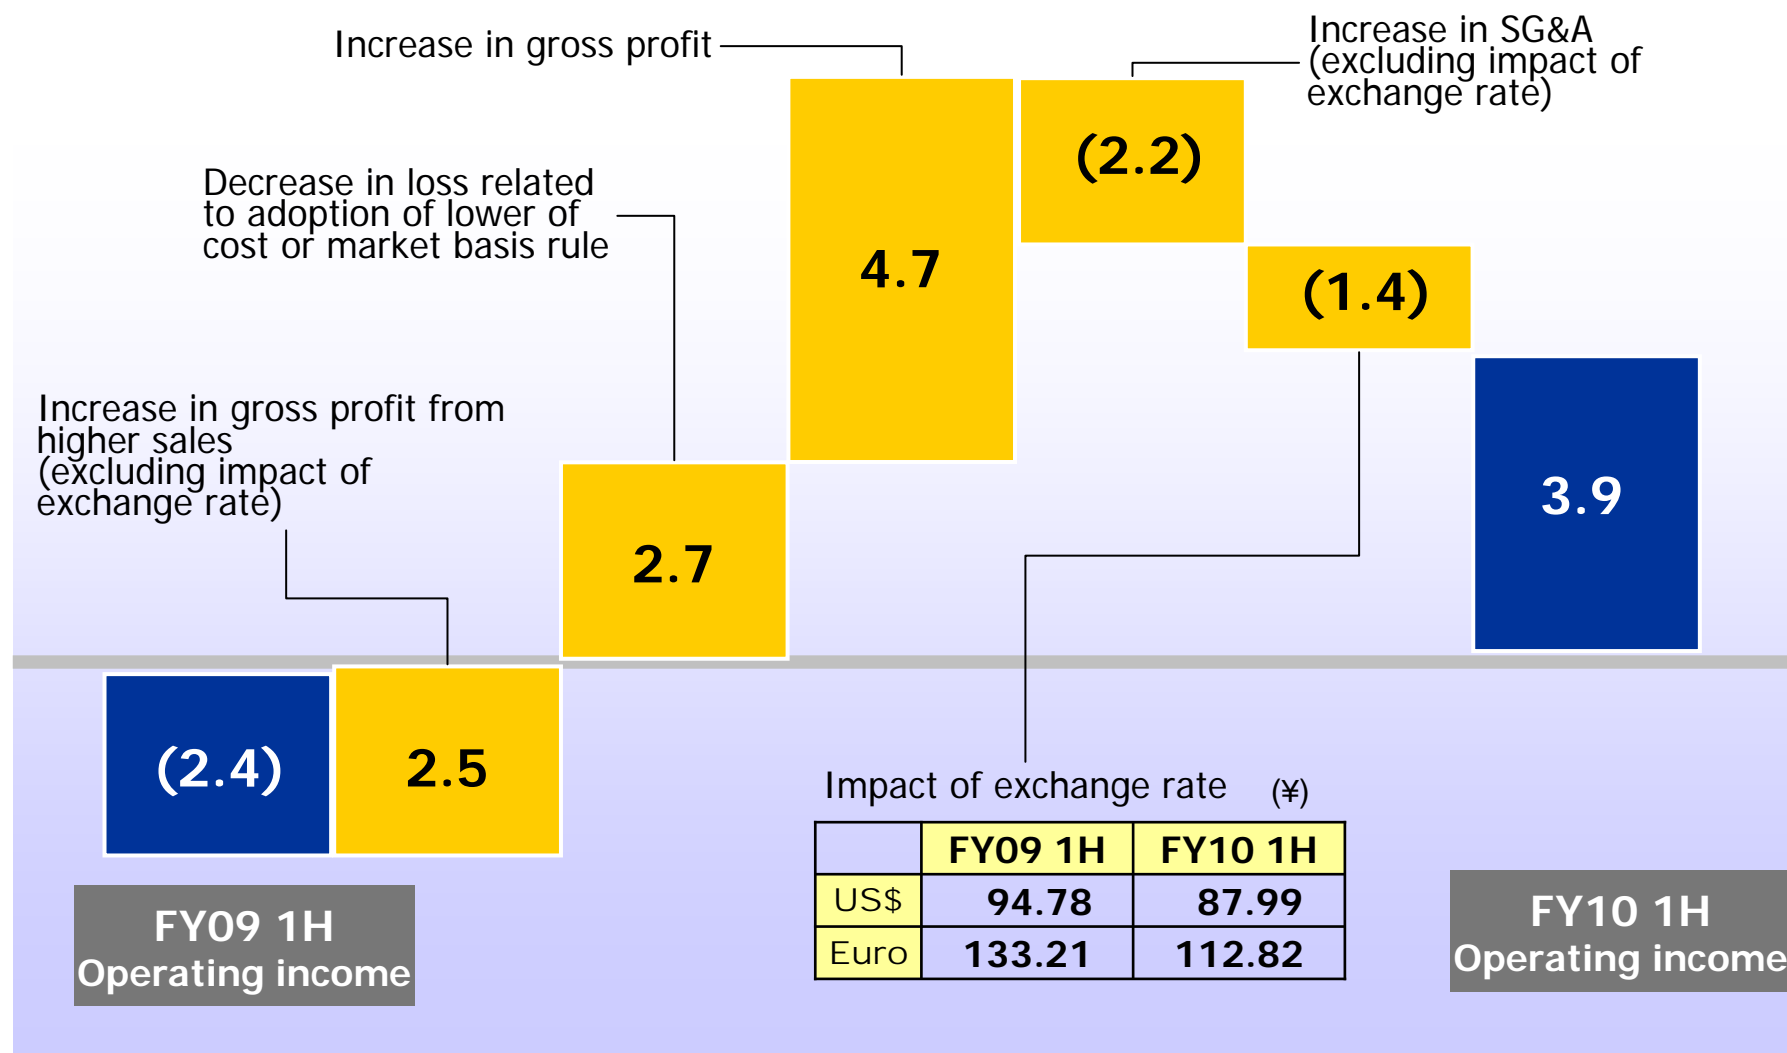 Increase in gross profit
Increase in SG&A
(excluding impact of
exchange rate)
(2.2)
Decrease in loss related
to adoption of lower of
cost or market basis rule
4.7
(1.4)
Increase in gross profit from
higher sales
(excluding impact of
exchange rate)
3.9
2.7
(2.4)
2.5
Impact of exchange rate (¥)
FY09 1H FY10 1H
US$ 94.78 87.99
Euro 133.21 112.82
FY09 1H
Operating income
FY10 1H
Operating income